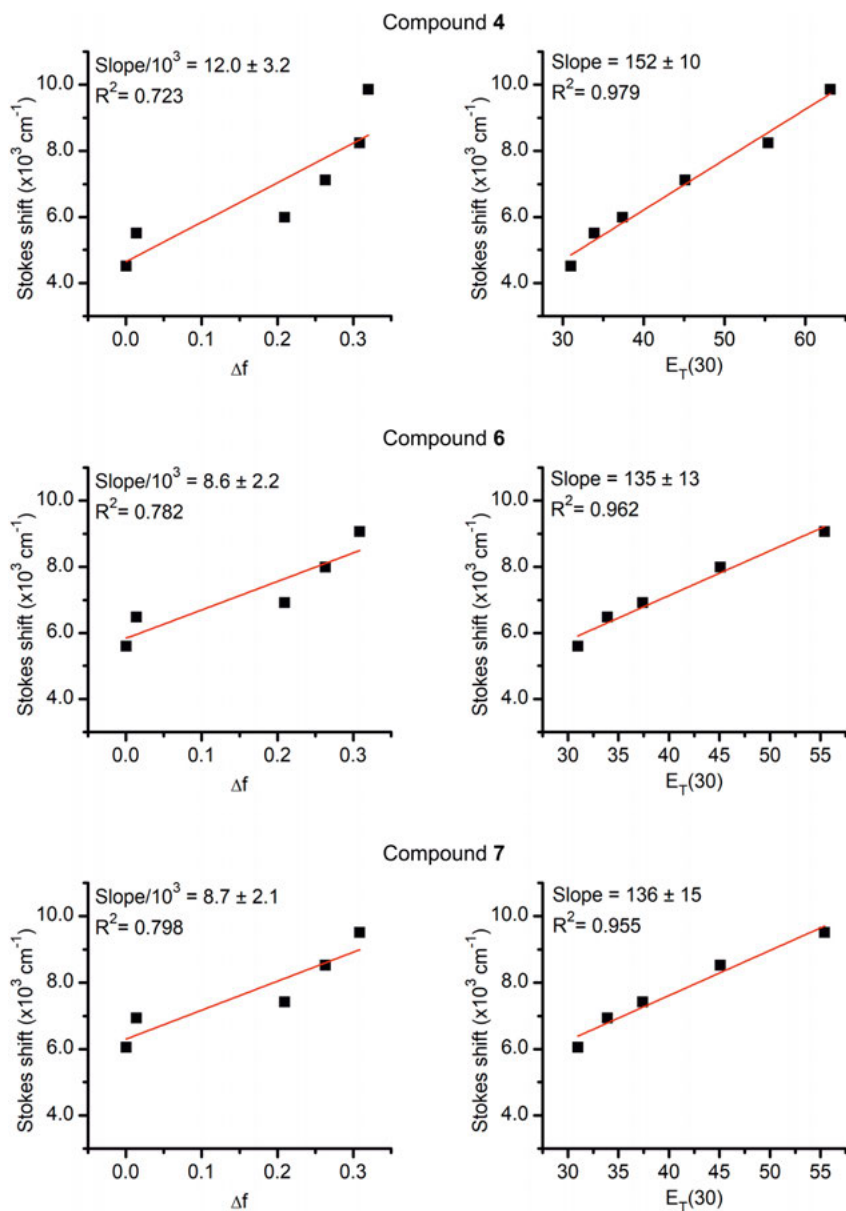 Compound 4
Slope/10³ = 12.0 ± 3.2
R²= 0.723
10.0
8.0
6.0
4.0
Stokes shift (x10³ cm⁻¹)
0.0 0.1 0.2 0.3
Δf
Slope = 152 ± 10
R²= 0.979
10.0
8.0
6.0
4.0
Stokes shift (x10³ cm⁻¹)
30 40 50 60
E_T(30)
Compound 6
Slope/10³ = 8.6 ± 2.2
R²= 0.782
10.0
8.0
6.0
4.0
Stokes shift (x10³ cm⁻¹)
0.0 0.1 0.2 0.3
Δf
Slope = 135 ± 13
R²= 0.962
10.0
8.0
6.0
4.0
Stokes shift (x10³ cm⁻¹)
30 35 40 45 50 55
E_T(30)
Compound 7
Slope/10³ = 8.7 ± 2.1
R²= 0.798
10.0
8.0
6.0
4.0
Stokes shift (x10³ cm⁻¹)
0.0 0.1 0.2 0.3
Δf
Slope = 136 ± 15
R²= 0.955
10.0
8.0
6.0
4.0
Stokes shift (x10³ cm⁻¹)
30 35 40 45 50 55
E_T(30)